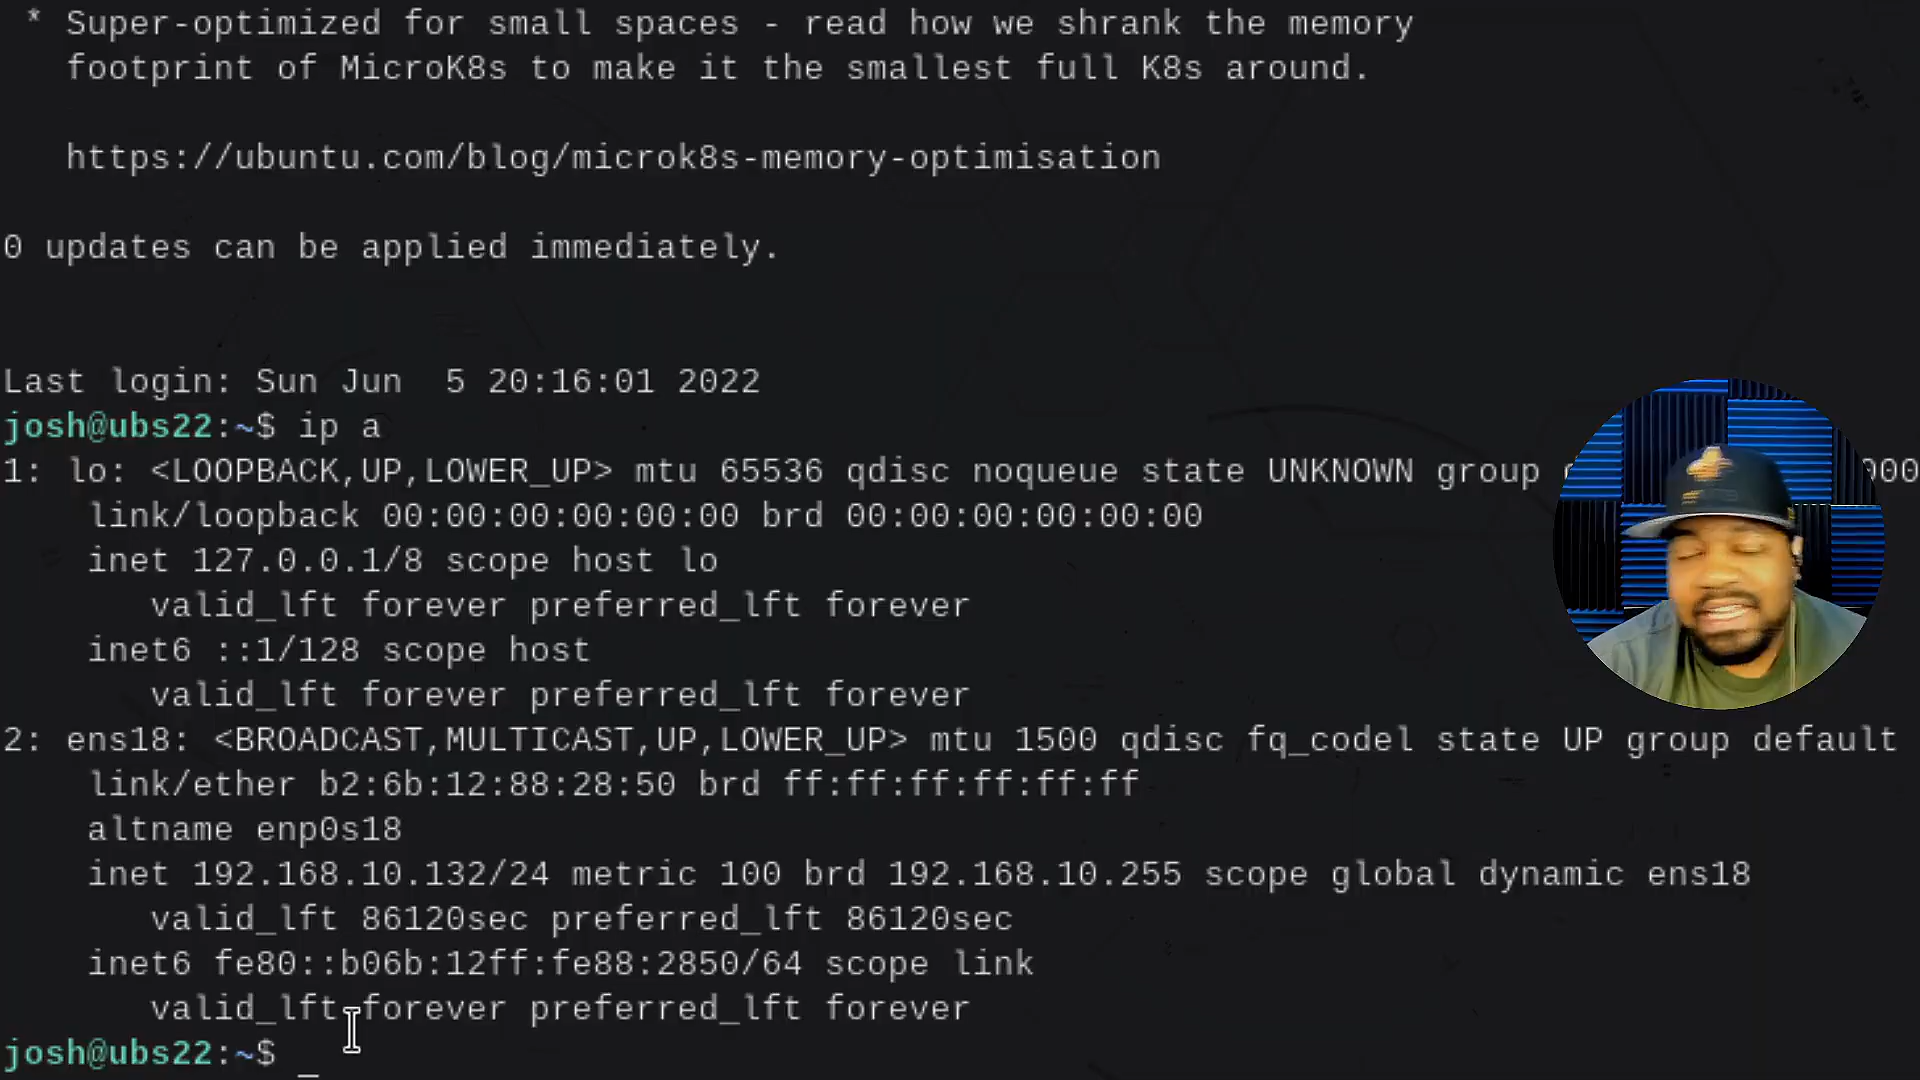 * Super-optimized for small spaces - read how we shrank the memory
footprint of MicroK8s to make it the smallest full K8s around.
https://ubuntu.com/blog/microk8s-memory-optimisation
0 updates can be applied immediately.
Last login: Sun Jun  5 20:16:01 2022
josh@ubs22:~$ ip a
1: lo: <LOOPBACK,UP,LOWER_UP> mtu 65536 qdisc noqueue state UNKNOWN group
link/loopback 00:00:00:00:00:00 brd 00:00:00:00:00:00
inet 127.0.0.1/8 scope host lo
valid_lft forever preferred_lft forever
inet6 ::1/128 scope host
valid_lft forever preferred_lft forever
2: ens18: <BROADCAST,MULTICAST,UP,LOWER_UP> mtu 1500 qdisc fq_codel state UP group default
link/ether b2:6b:12:88:28:50 brd ff:ff:ff:ff:ff:ff
altname enp0s18
inet 192.168.10.132/24 metric 100 brd 192.168.10.255 scope global dynamic ens18
valid_lft 86120sec preferred_lft 86120sec
inet6 fe80::b06b:12ff:fe88:2850/64 scope link
valid_lft forever preferred_lft forever
josh@ubs22:~$ _